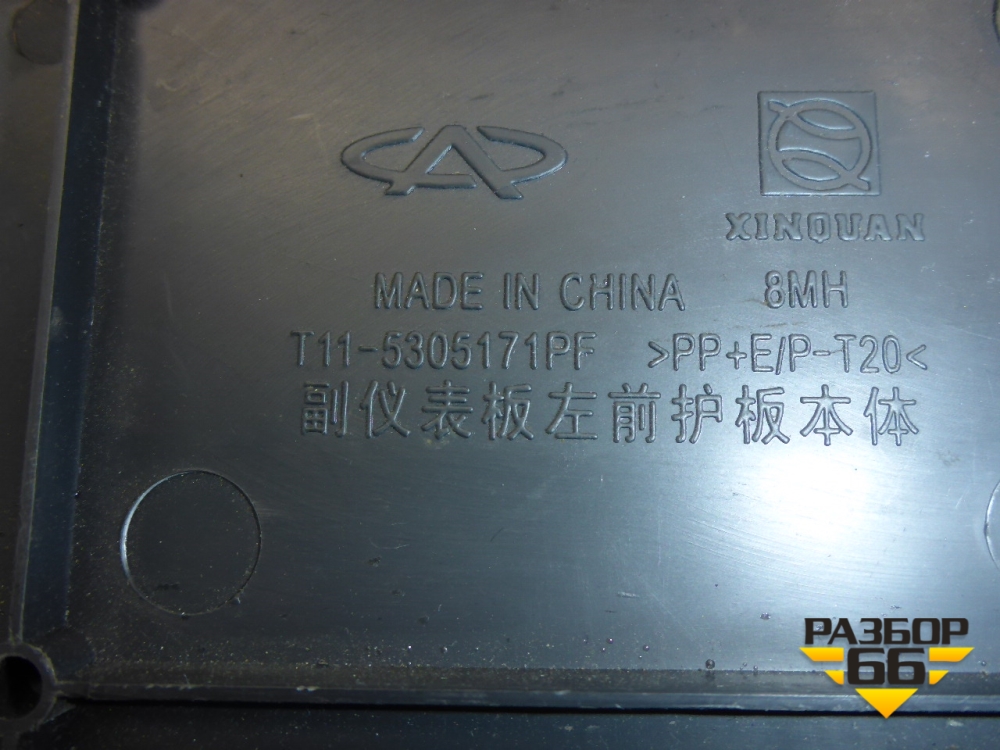 XINQUAN
MADE IN CHINA 8MH
T11-5305171PF >PP+E/P-T20<
副仪表板左前护板本体
РАЗБОР
66